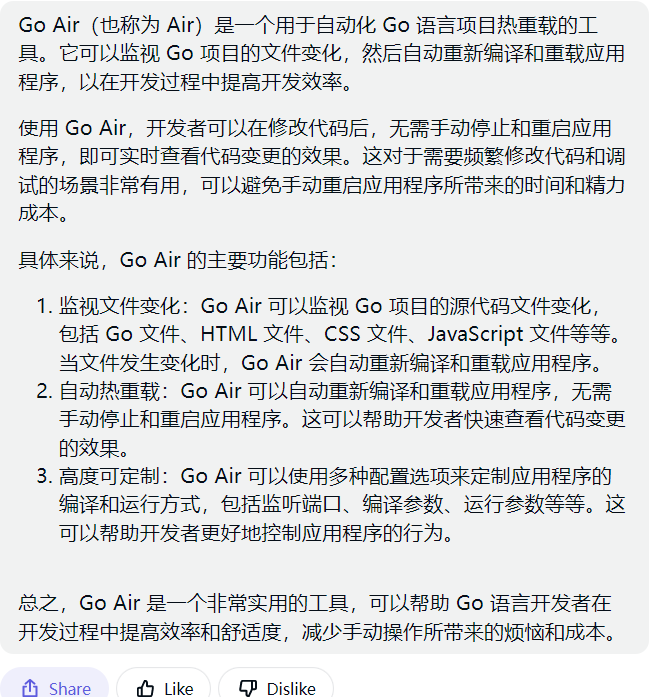 Go Air（也称为 Air）是一个用于自动化 Go 语言项目热重载的工
具。它可以监视 Go 项目的文件变化，然后自动重新编译和重载应用
程序，以在开发过程中提高开发效率。
使用 Go Air，开发者可以在修改代码后，无需手动停止和重启应用
程序，即可实时查看代码变更的效果。这对于需要频繁修改代码和调
试的场景非常有用，可以避免手动重启应用程序所带来的时间和精力
成本。
具体来说，Go Air 的主要功能包括：
1. 监视文件变化：Go Air 可以监视 Go 项目的源代码文件变化，
包括 Go 文件、HTML 文件、CSS 文件、JavaScript 文件等等。
当文件发生变化时，Go Air 会自动重新编译和重载应用程序。
2. 自动热重载：Go Air 可以自动重新编译和重载应用程序，无需
手动停止和重启应用程序。这可以帮助开发者快速查看代码变更
的效果。
3. 高度可定制：Go Air 可以使用多种配置选项来定制应用程序的
编译和运行方式，包括监听端口、编译参数、运行参数等等。这
可以帮助开发者更好地控制应用程序的行为。
总之，Go Air 是一个非常实用的工具，可以帮助 Go 语言开发者在
开发过程中提高效率和舒适度，减少手动操作所带来的烦恼和成本。
Share Like Dislike